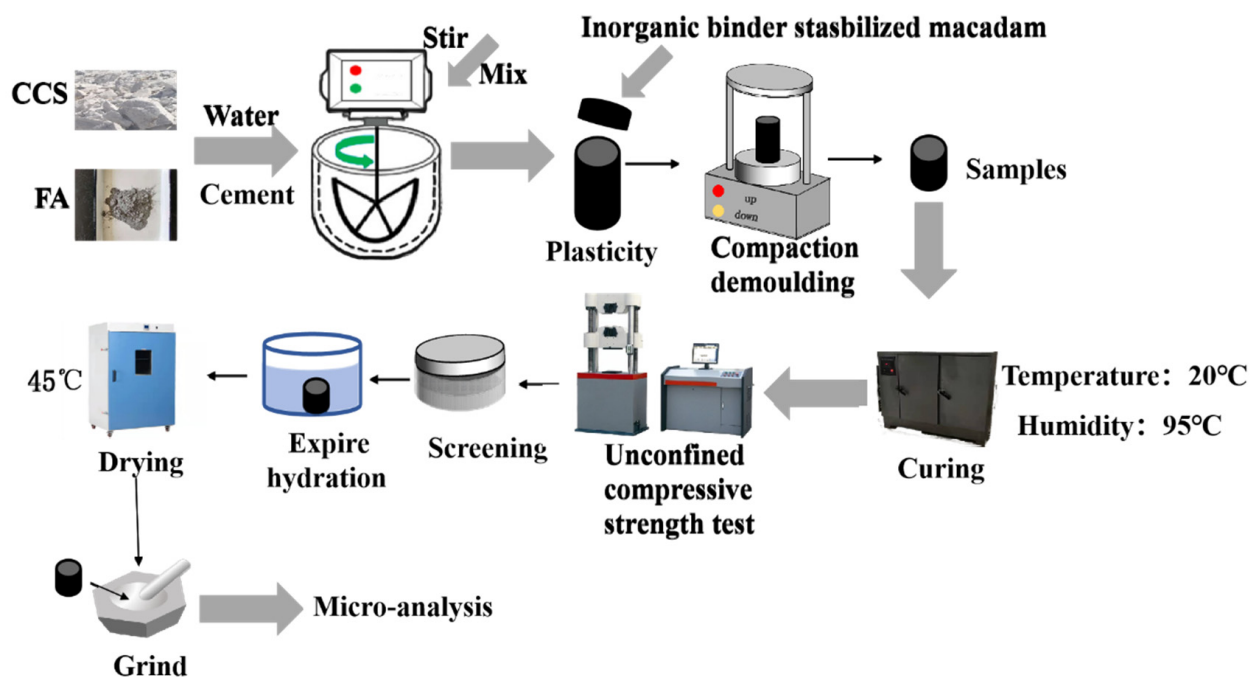 Stir
Mix
Inorganic binder stasbilized macadam
CCS
Water
FA
Cement
up
down
Samples
Plasticity
Compaction
demoulding
45℃
Temperature：20℃
Humidity：95℃
Drying
Expire
hydration
Screening
Unconfined
compressive
strength test
Curing
Micro-analysis
Grind